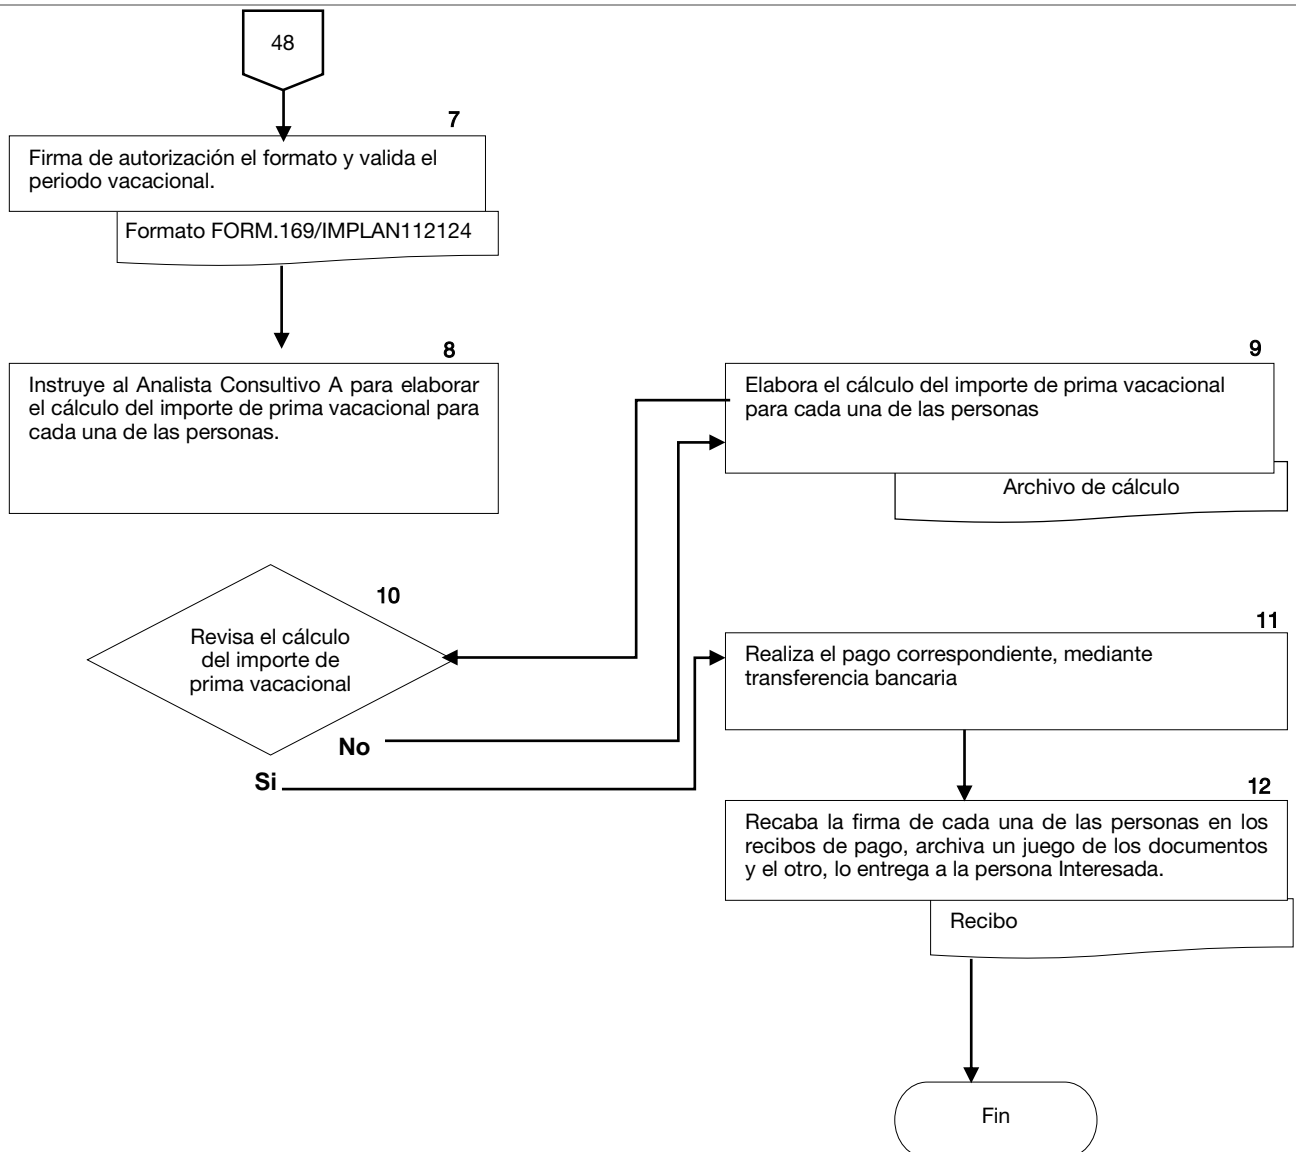 48
7
Firma de autorización el formato y valida el
periodo vacacional.
Formato FORM.169/IMPLAN112124
8
Instruye al Analista Consultivo A para elaborar
el cálculo del importe de prima vacacional para
cada una de las personas.
9
Elabora el cálculo del importe de prima vacacional
para cada una de las personas
Archivo de cálculo
10
Revisa el cálculo
del importe de
prima vacacional
No
Si
11
Realiza el pago correspondiente, mediante
transferencia bancaria
12
Recaba la firma de cada una de las personas en los
recibos de pago, archiva un juego de los documentos
y el otro, lo entrega a la persona Interesada.
Recibo
Fin